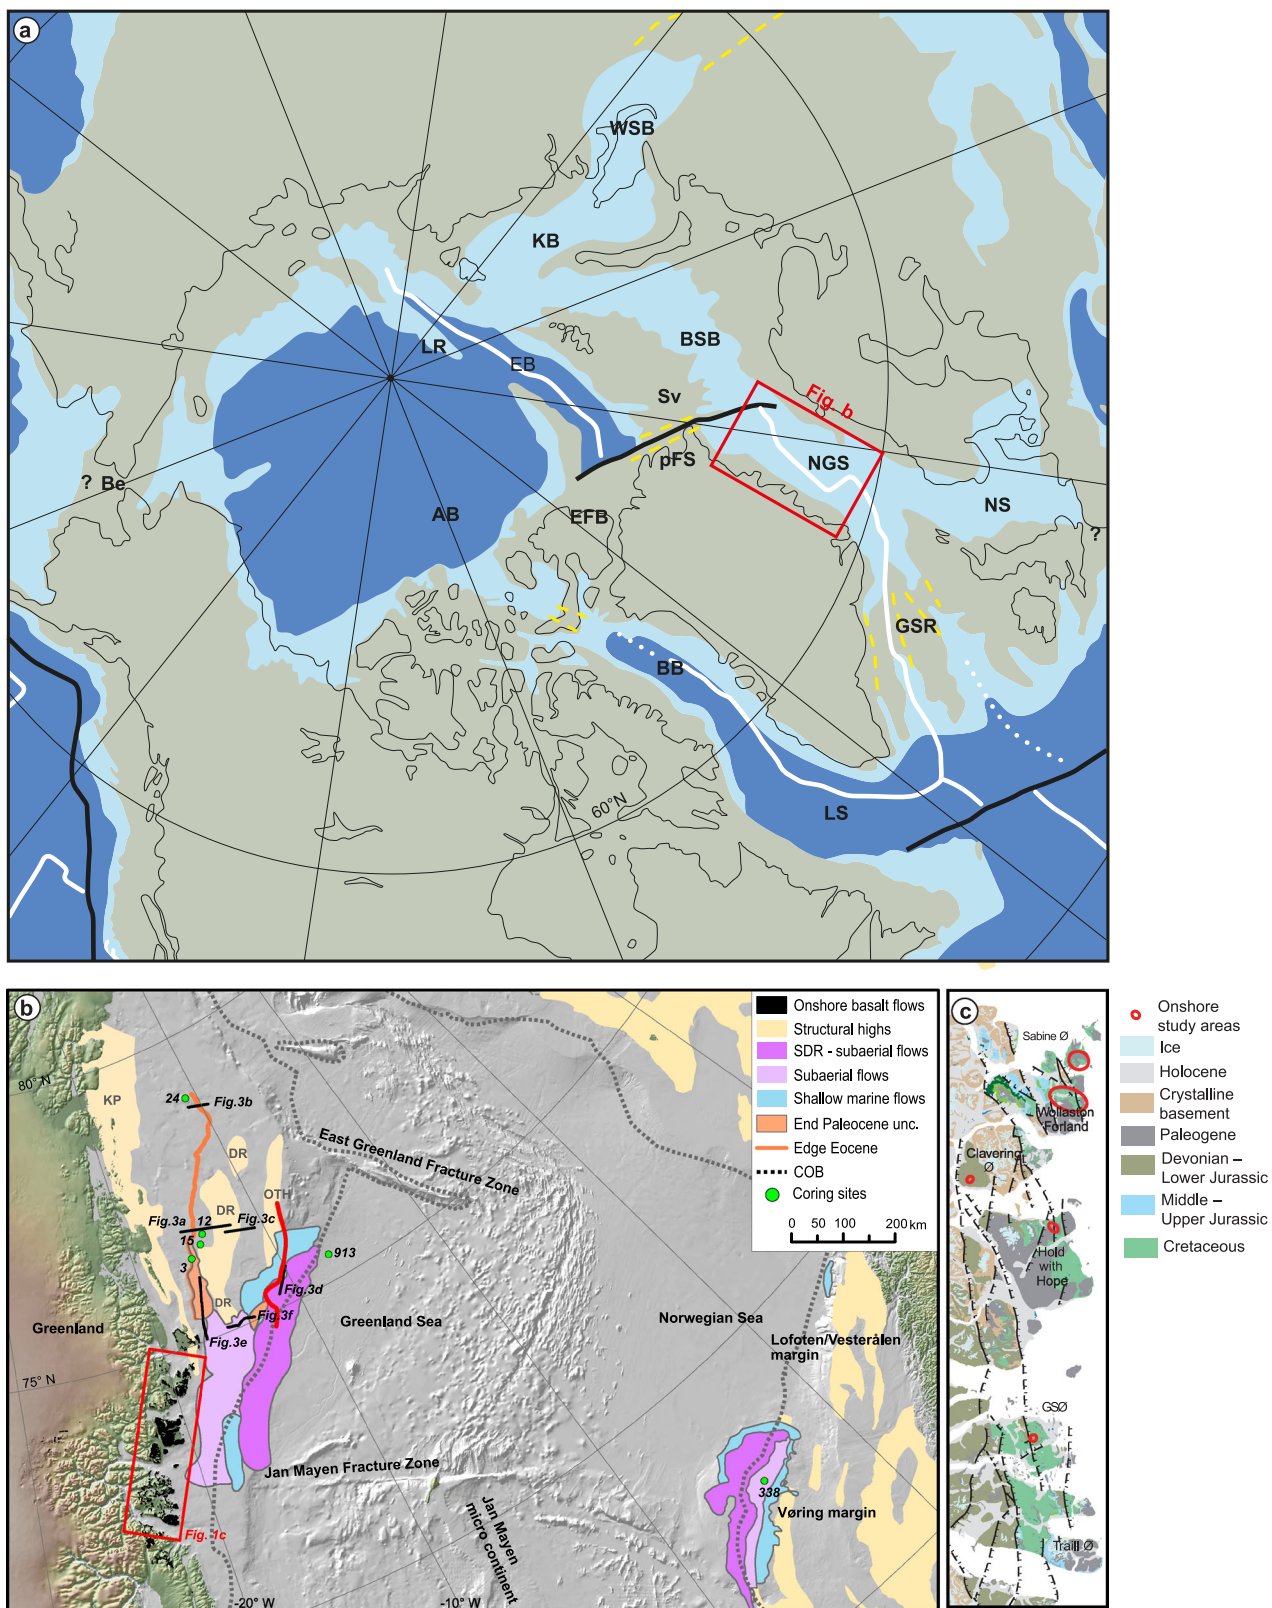 a
WSB
KB
LR
EB
BSB
Sv
Fig. b
pFS
NGS
? Be
AB
EFB
NS
?
GSR
BB
60°N
LS
b
Onshore basalt flows
Structural highs
SDR - subaerial flows
Subaerial flows
Shallow marine flows
End Paleocene unc.
Edge Eocene
COB
Coring sites
0 50 100 200 km
80° N
KP
24
Fig.3b
DR
East Greenland Fracture Zone
OTH
DR
Fig.3a
12
Fig.3c
15
3
913
DR
Fig.3d
Fig.3f
Fig.3e
Greenland
Greenland Sea
Norwegian Sea
Lofoten/Vesterålen
margin
75° N
Jan Mayen Fracture Zone
338
Vøring margin
Jan Mayen
micro continent
Fig. 1c
-20° W
-10° W
c
Sabine Ø
Wollaston
Forland
Clavering
Ø
Hold
with
Hope
GSØ
Traill Ø
Onshore
study areas
Ice
Holocene
Crystalline
basement
Paleogene
Devonian –
Lower Jurassic
Middle –
Upper Jurassic
Cretaceous